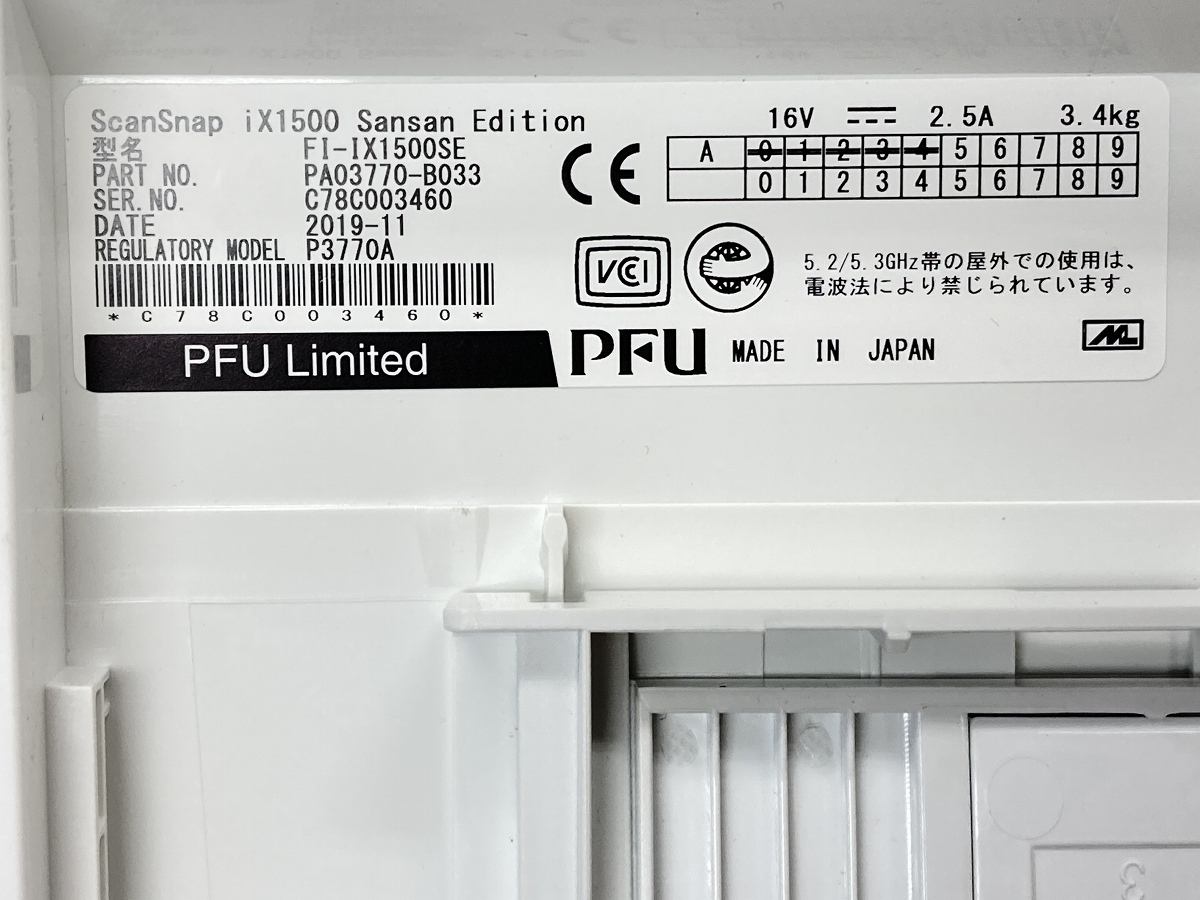 ScanSnap iX1500 Sansan Edition
型名 FI-IX1500SE
PART NO. PA03770-B033
SER.NO. C78C003460
DATE 2019-11
REGULATORY MODEL P3770A
*C78C003460*
PFU Limited
16V 2.5A 3.4kg
A 0 1 2 3 4 5 6 7 8 9
0 1 2 3 4 5 6 7 8 9
CE
VCCI
5.2/5.3GHz帯の屋外での使用は、
電波法により禁じられています。
PFU MADE IN JAPAN
ML
3